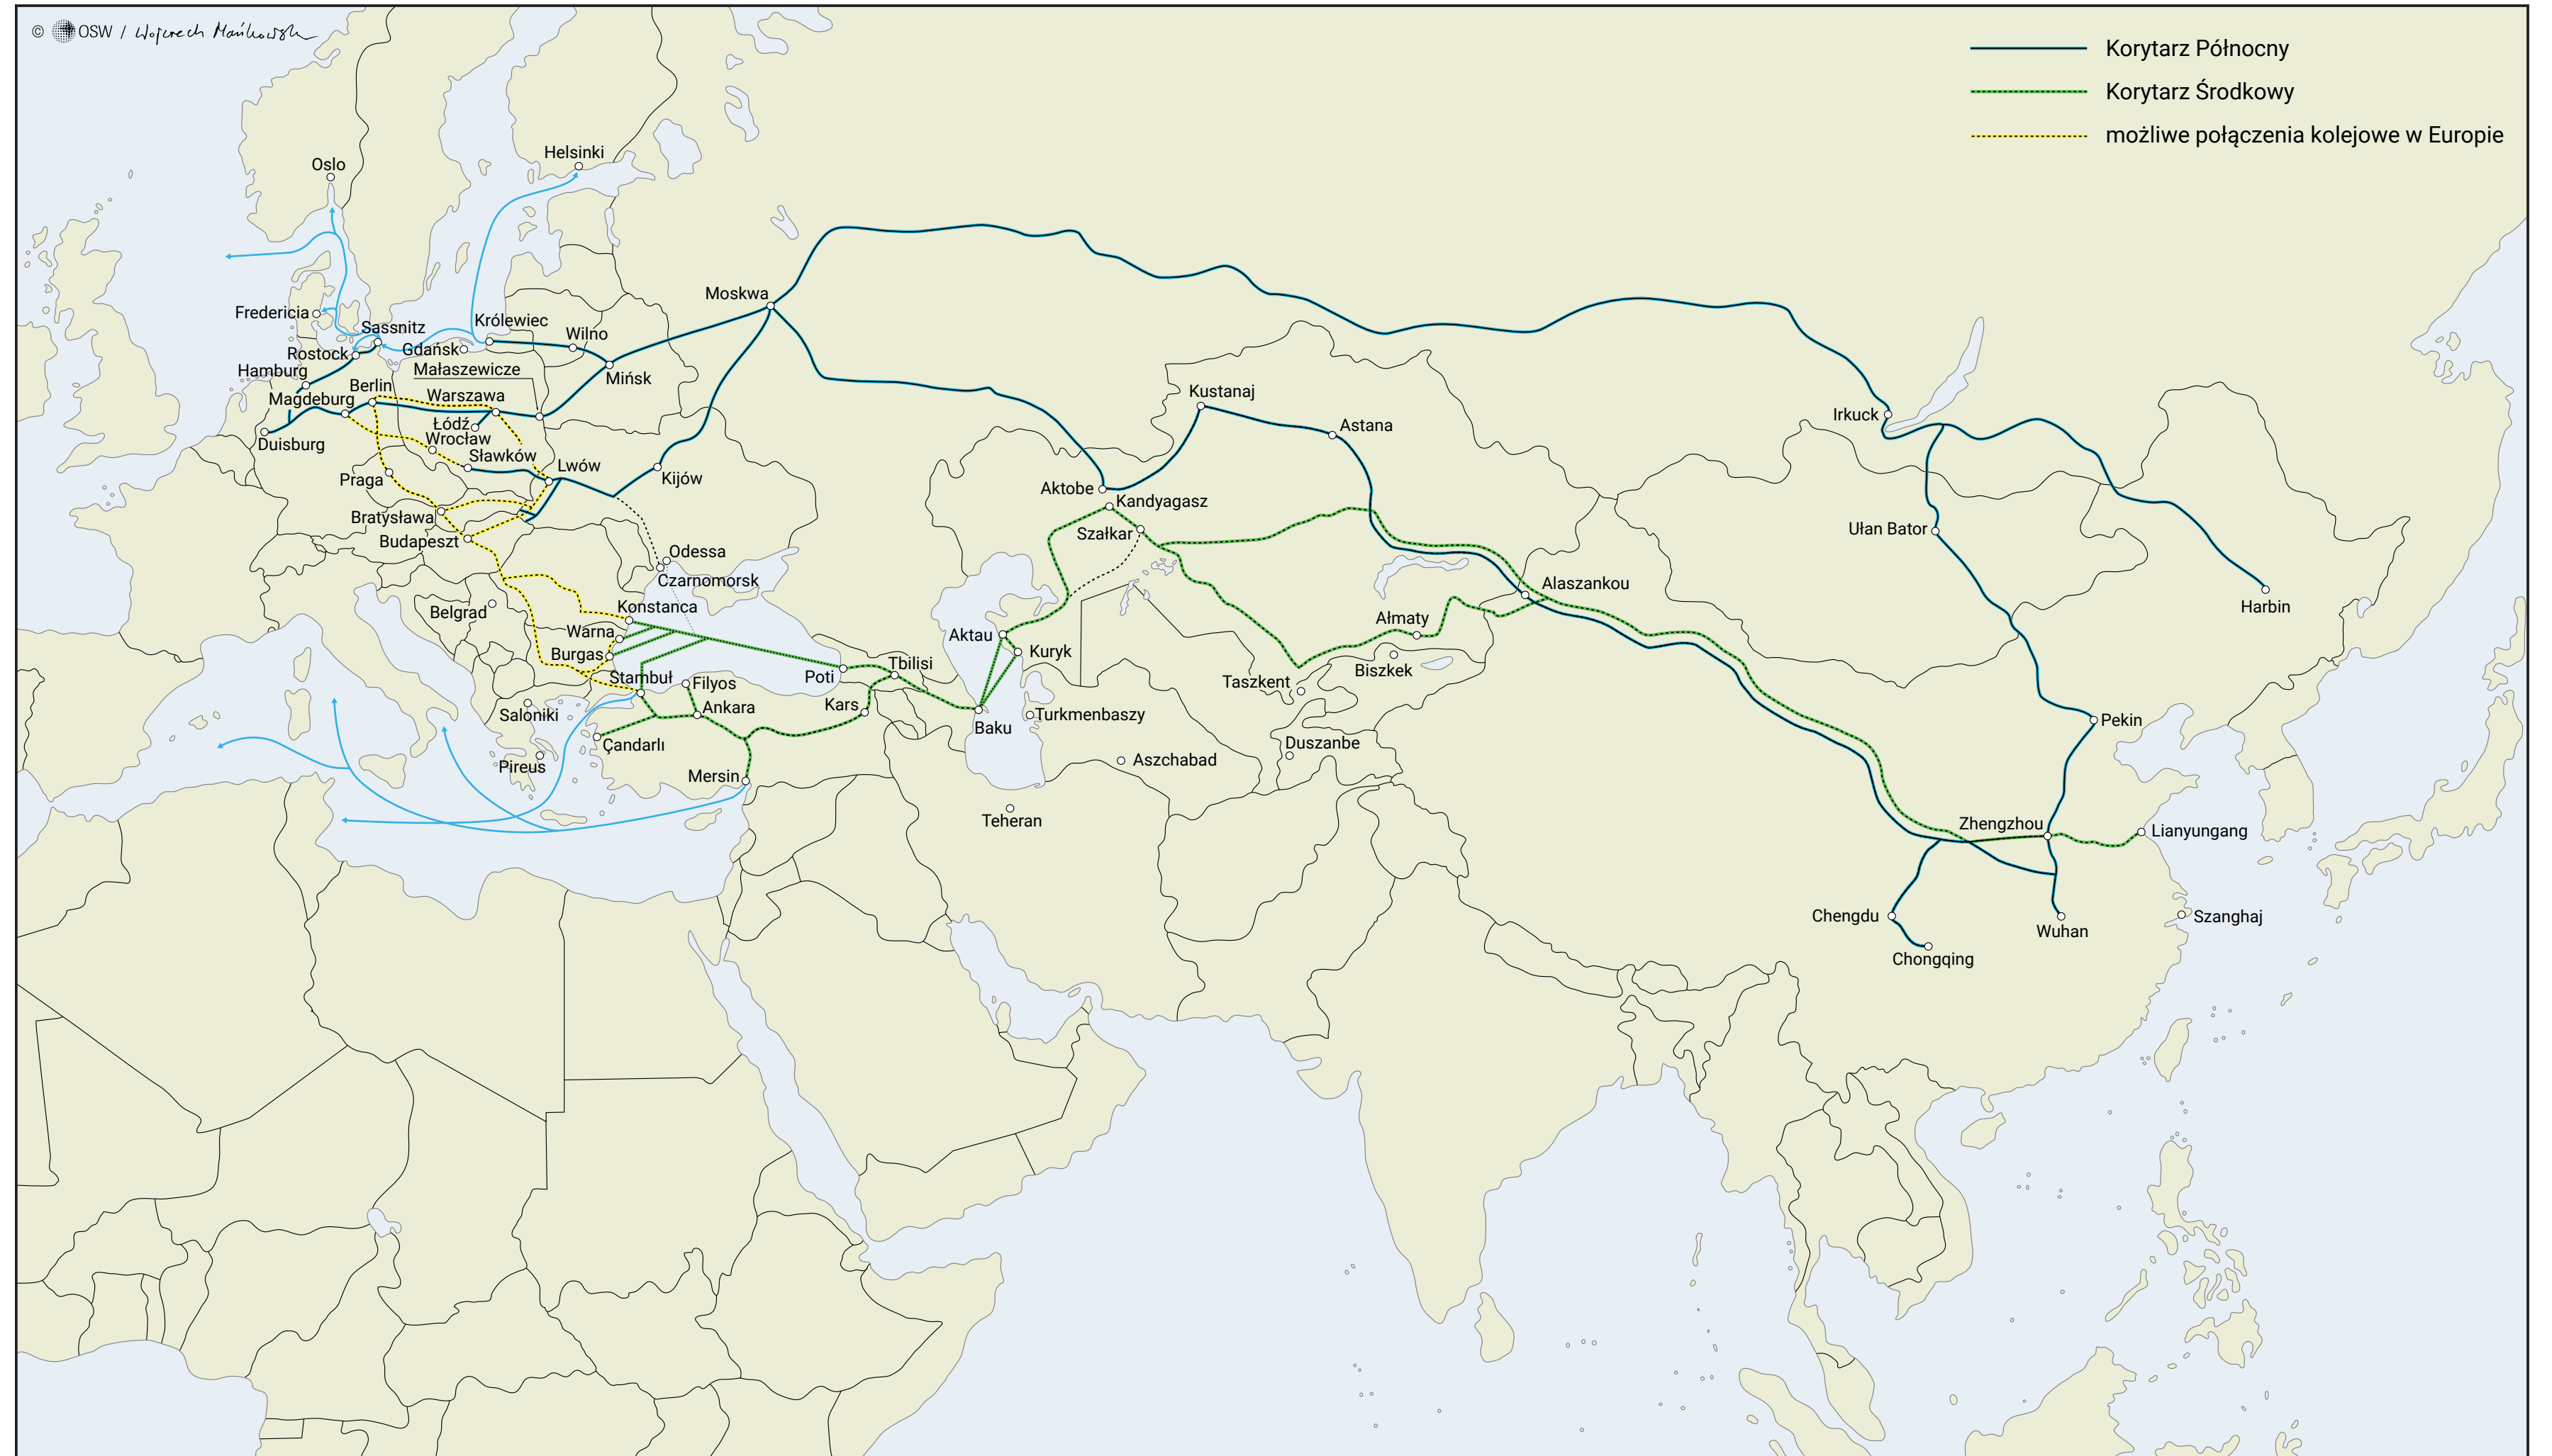 © OSW / Wojciech Mańkowski
Korytarz Północny
Korytarz Środkowy
możliwe połączenia kolejowe w Europie
Helsinki
Oslo
Moskwa
Fredericia
Królewiec
Sassnitz
Wilno
Gdańsk
Rostock
Hamburg
Małaszewicze
Mińsk
Berlin
Magdeburg
Warszawa
Łódź
Duisburg
Wrocław
Sławków
Lwów
Praga
Kijów
Bratysława
Budapeszt
Odessa
Czarnomorsk
Belgrad
Konstanca
Warna
Burgas
Stambuł
Filyos
Saloniki
Ankara
Çandarlı
Pireus
Mersin
Poti
Tbilisi
Kars
Baku
Aktau
Kuryk
Turkmenbaszy
Aszchabad
Teheran
Kustanaj
Astana
Aktobe
Kandyagasz
Szałkar
Ałmaty
Biszkek
Taszkent
Duszanbe
Alaszankou
Irkuck
Ułan Bator
Harbin
Pekin
Zhengzhou
Lianyungang
Chengdu
Wuhan
Szanghaj
Chongqing